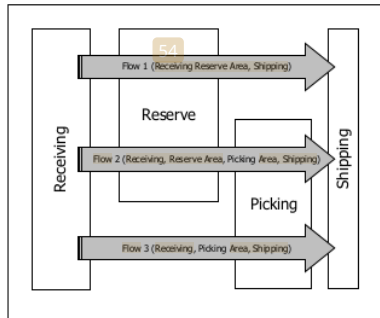 54
Flow 1 (Receiving Reserve Area, Shipping)
Reserve
Receiving
Flow 2 (Receiving, Reserve Area, Picking Area, Shipping)
Shipping
Picking
Flow 3 (Receiving, Picking Area, Shipping)